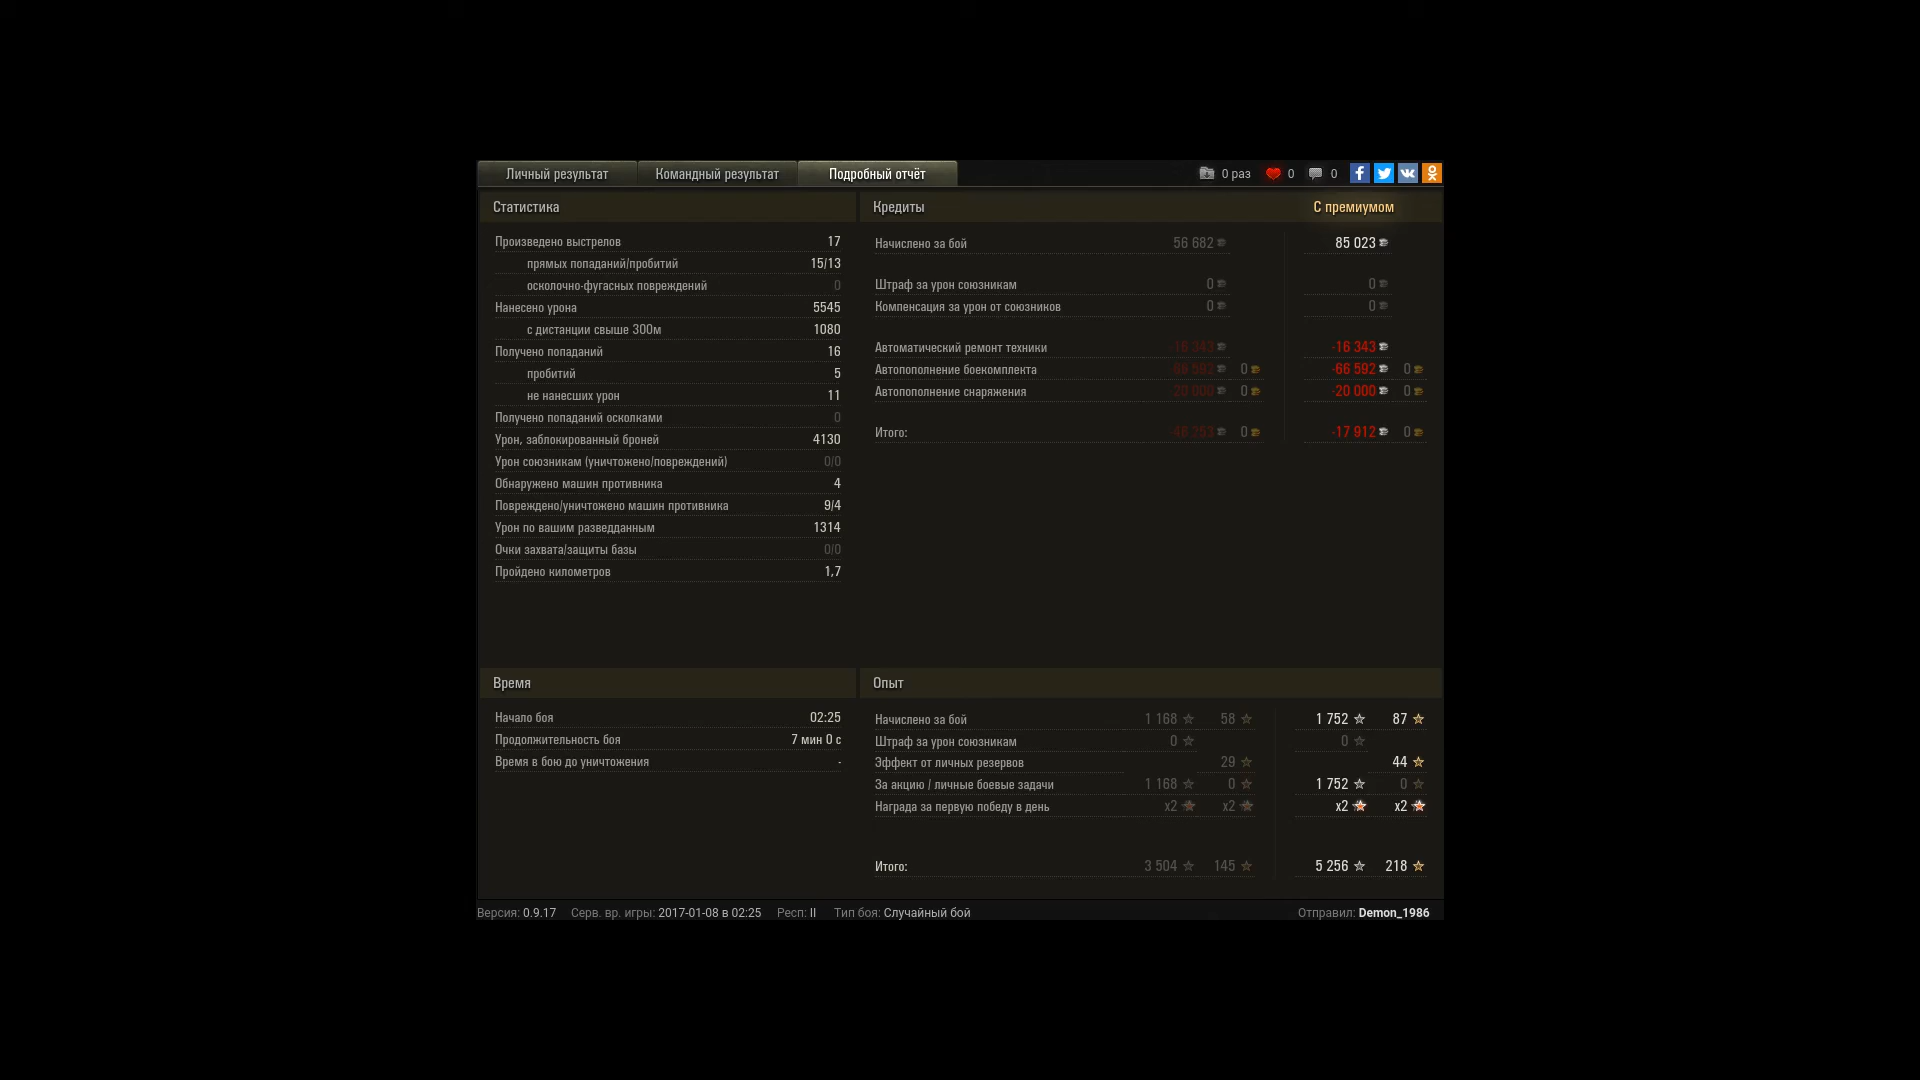 Личный результат Командный результат Подробный отчёт 0 раз 0 0
Статистика
Произведено выстрелов 17
прямых попаданий/пробитий 15/13
осколочно-фугасных повреждений 0
Нанесено урона 5545
с дистанции свыше 300м 1080
Получено попаданий 16
пробитий 5
не нанесших урон 11
Получено попаданий осколками 0
Урон, заблокированный броней 4130
Урон союзникам (уничтожено/повреждений) 0/0
Обнаружено машин противника 4
Повреждено/уничтожено машин противника 9/4
Урон по вашим разведданным 1314
Очки захвата/защиты базы 0/0
Пройдено километров 1,7
Кредиты С премиумом
Начислено за бой 56 682 85 023
Штраф за урон союзникам 0 0
Компенсация за урон от союзников 0 0
Автоматический ремонт техники -16 343 -16 343
Автопополнение боекомплекта -66 592 0 -66 592 0
Автопополнение снаряжения -20 000 0 -20 000 0
Итого: -46 253 0 -17 912 0
Время
Начало боя 02:25
Продолжительность боя 7 мин 0 с
Время в бою до уничтожения -
Опыт
Начислено за бой 1 168 58 1 752 87
Штраф за урон союзникам 0 0
Эффект от личных резервов 29 44
За акцию / личные боевые задачи 1 168 0 1 752 0
Награда за первую победу в день x2 x2 x2 x2
Итого: 3 504 145 5 256 218
Версия: 0.9.17 Серв. вр. игры: 2017-01-08 в 02:25 Респ: II Тип боя: Случайный бой Отправил: Demon_1986